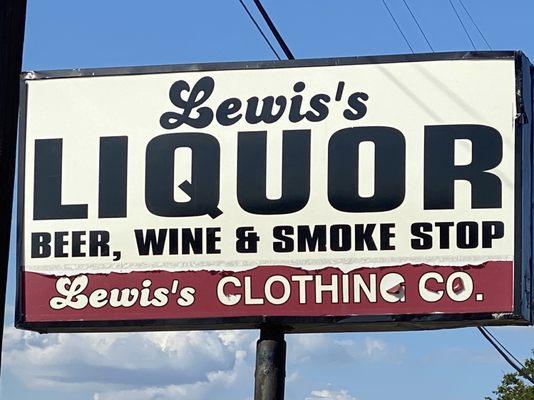 Lewis's
LIQUOR
BEER, WINE & SMOKE STOP
Lewis's CLOTHING CO.